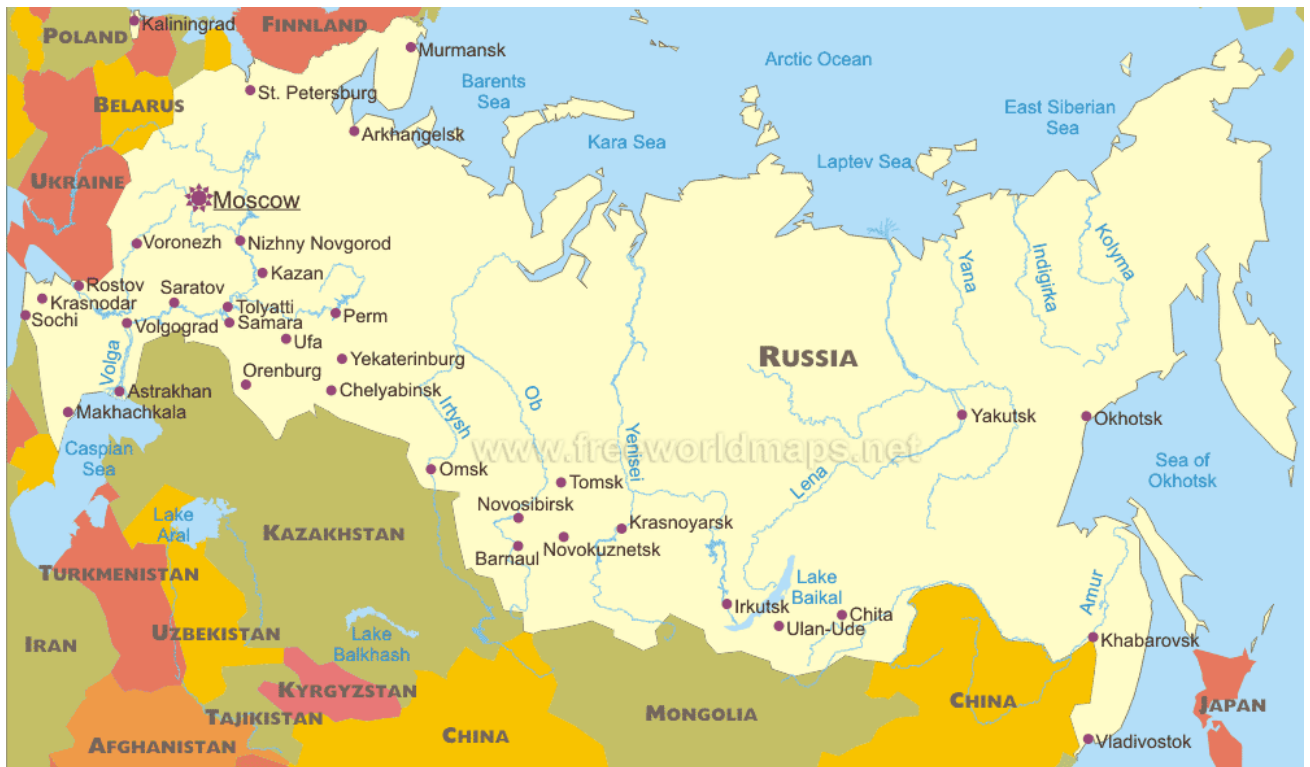 Kaliningrad
POLAND
FINNLAND
Murmansk
Arctic Ocean
Barents
Sea
St. Petersburg
BELARUS
East Siberian
Sea
Arkhangelsk
Kara Sea
Laptev Sea
UKRAINE
Moscow
Voronezh
Nizhny Novgorod
Kolyma
Indigirka
Yana
Kazan
Rostov
Saratov
Krasnodar
Tolyatti
Sochi
Volgograd
Samara
Perm
Ufa
Volga
Yekaterinburg
RUSSIA
Orenburg
Astrakhan
Chelyabinsk
Ob
Irtysh
Makhachkala
Yakutsk
Okhotsk
Caspian
Sea
www.freeworldmaps.net
Yenisei
Omsk
Tomsk
Lena
Sea of
Okhotsk
Novosibirsk
Lake
Aral
KAZAKHSTAN
Krasnoyarsk
Barnaul
Novokuznetsk
TURKMENISTAN
Lake
Baikal
Amur
Irkutsk
Chita
Ulan-Ude
UZBEKISTAN
IRAN
Lake
Balkhash
Khabarovsk
KYRGYZSTAN
CHINA
JAPAN
TAJIKISTAN
MONGOLIA
CHINA
AFGHANISTAN
Vladivostok